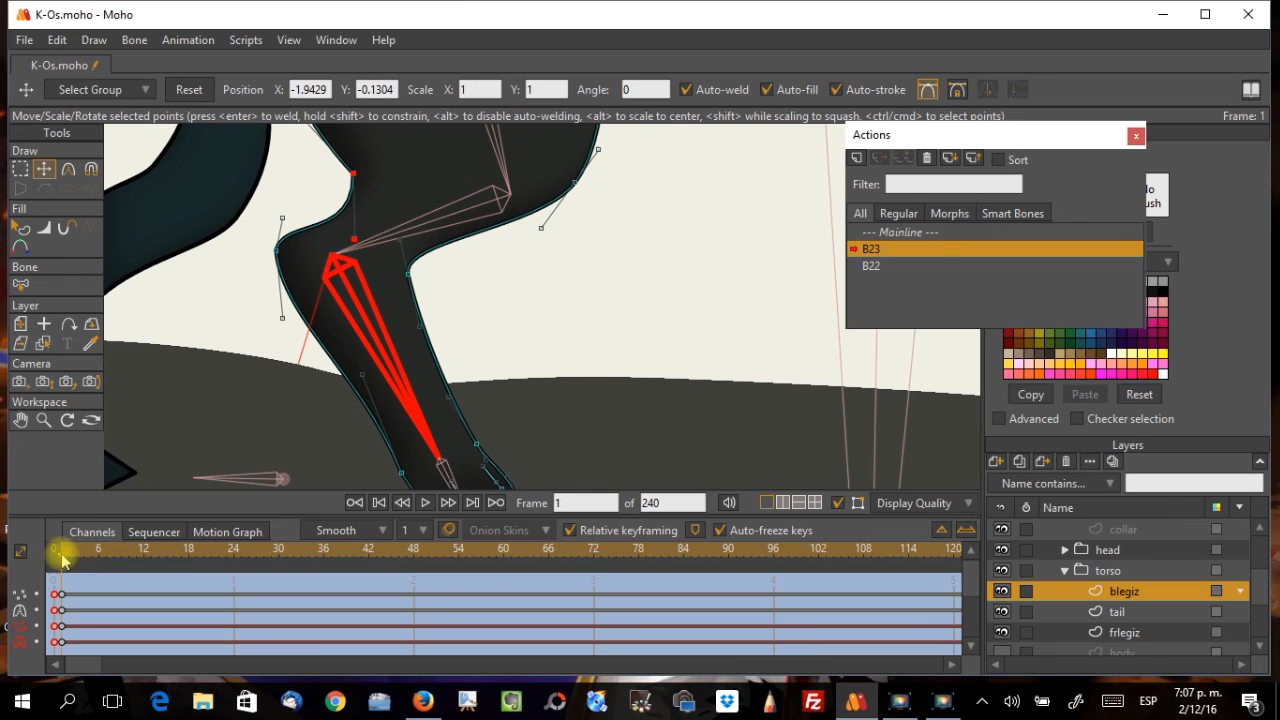 K-Os.moho - Moho
File Edit Draw Bone Animation Scripts View Window Help
K-Os.moho
Select Group Reset Position X: -1.9429 Y: -0.1304 Scale X: 1 Y: 1 Angle: 0 Auto-weld Auto-fill Auto-stroke
Move/Scale/Rotate selected points (press <enter> to weld, hold <shift> to constrain, <alt> to disable auto-welding, <alt> to scale to center, <shift> while scaling to squash, <ctrl/cmd> to select points) Frame: 1
Tools
Draw
Fill
Bone
Layer
Camera
Workspace
Actions
Sort
Filter:
All Regular Morphs Smart Bones
--- Mainline ---
B23
B22
Copy Paste Reset
Advanced Checker selection
Layers
Name contains...
Name
collar
head
torso
blegiz
tail
frlegiz
body
Frame 1 of 240 Display Quality
Channels Sequencer Motion Graph Smooth 1 Onion Skins Relative keyframing Auto-freeze keys
0 6 12 18 24 30 36 42 48 54 60 66 72 78 84 90 96 102 108 114 120
0 1 2 3 4 5
ESP
7:07 p. m.
2/12/16